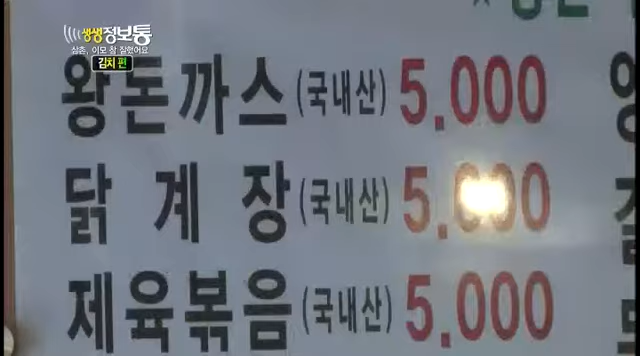 생생정보통
삼촌, 이모 참 잘했어요
김치 편
왕돈까스(국내산) 5.000
닭계장(국내산) 5.000
제육볶음(국내산) 5.000